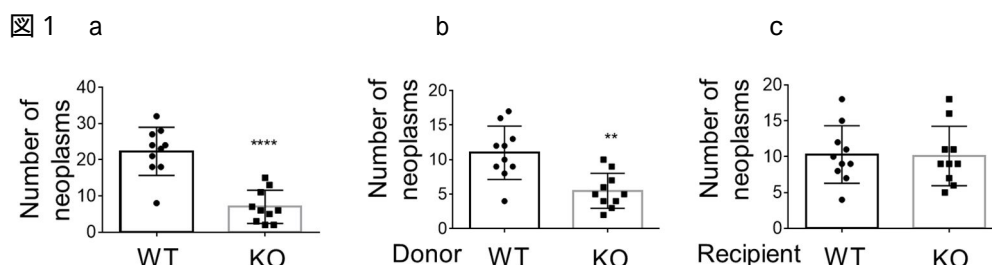 図1 a b c
Number of
neoplasms
40
30
20
10
0
****
WT KO
Number of
neoplasms
20
15
10
5
0
**
Donor WT KO
Number of
neoplasms
20
15
10
5
0
Recipient WT KO